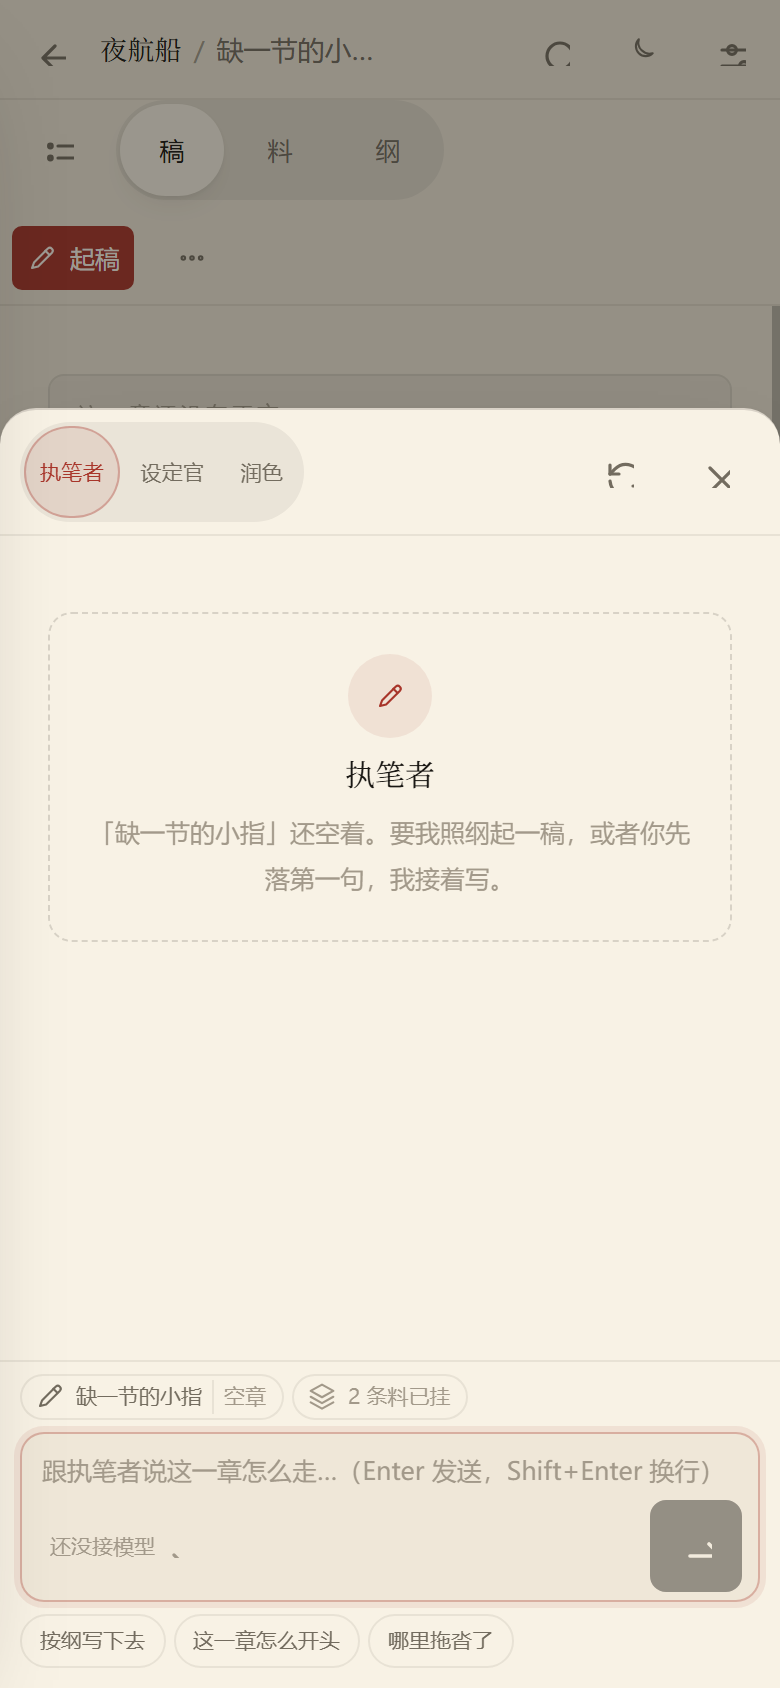 夜航船 / 缺一节的小...
稿 料 纲
起稿
执笔者 设定官 润色
执笔者
「缺一节的小指」还空着。要我照纲起一稿，或者你先
落第一句，我接着写。
缺一节的小指 空章 2 条料已挂
跟执笔者说这一章怎么走...（Enter 发送，Shift+Enter 换行）
还没接模型
按纲写下去 这一章怎么开头 哪里拖沓了